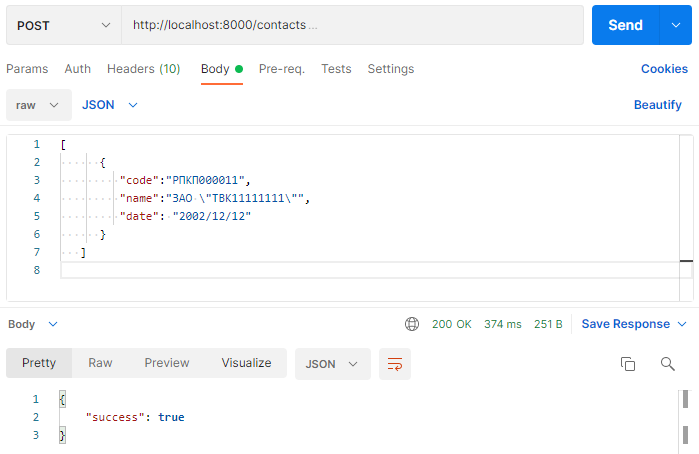 POST http://localhost:8000/contacts ... Send
Params Auth Headers (10) Body Pre-req. Tests Settings Cookies
raw JSON Beautify
1 [
2 {
3 "code":"РПКП000011",
4 "name":"ЗАО \"ТВК11111111\"",
5 "date": "2002/12/12"
6 }
7 ]
8
Body 200 OK 374 ms 251 B Save Response
Pretty Raw Preview Visualize JSON
1 {
2 "success": true
3 }